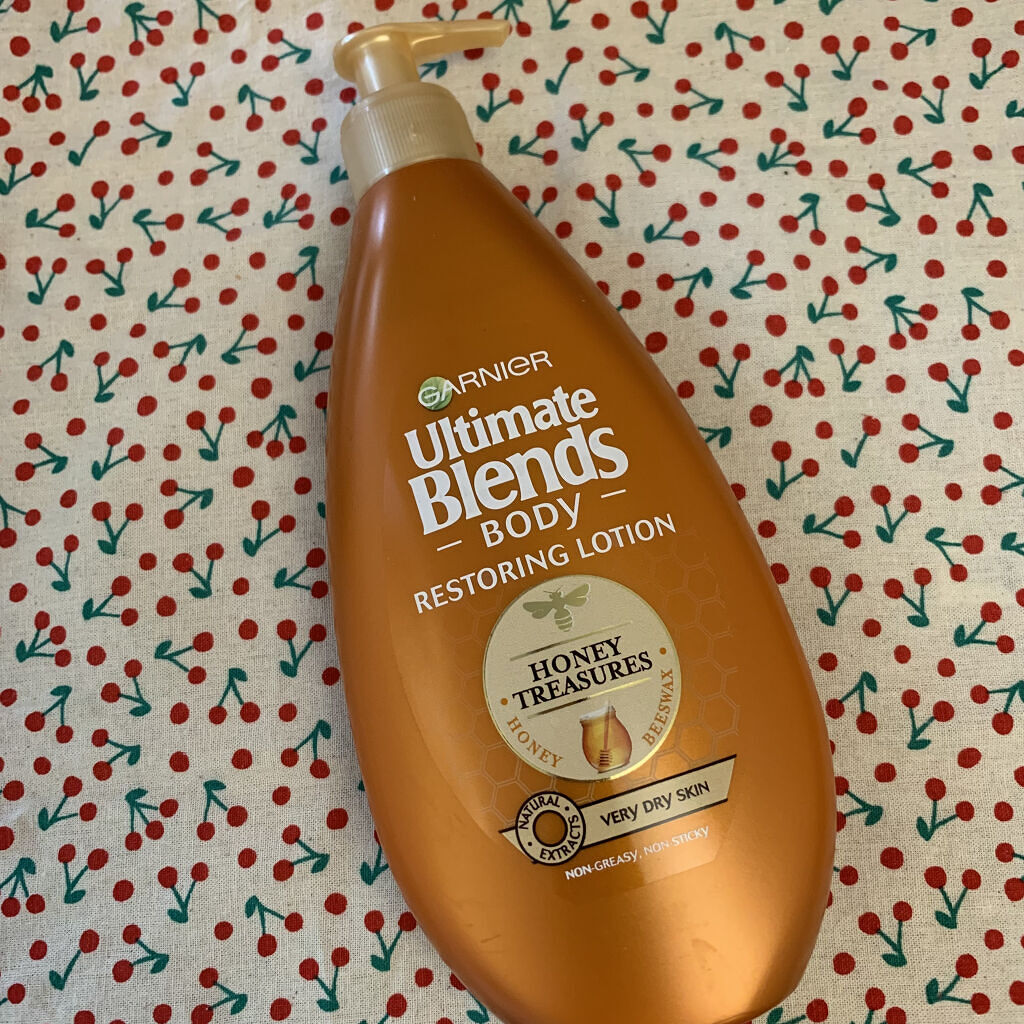 GARNIER
Ultimate
Blends
— BODY —
RESTORING LOTION
HONEY
TREASURES
• HONEY
BEESWAX •
NATURAL • EXTRACTS •
VERY DRY SKIN
NON-GREASY, NON STICKY